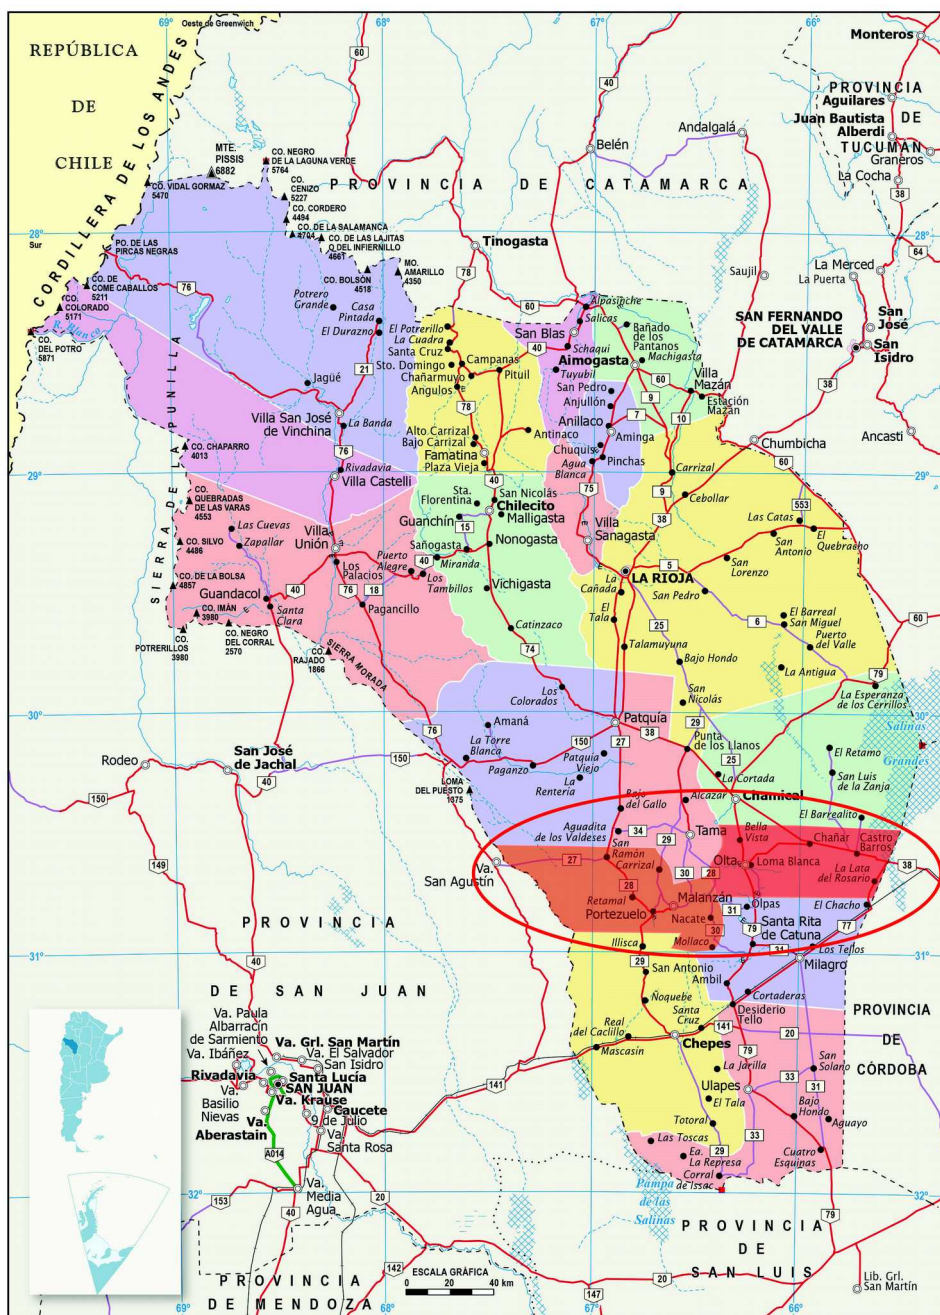 Oeste de Greenwich
69
68
67
66
REPÚBLICA
DE
CHILE
CORDILLERA DE LOS ANDES
MTE.
PISSIS
6882
CO. NEGRO
DE LA LAGUNA VERDE
5764
CO. VIDAL GORMAZ
5470
CO.
CENIZO
5227
CO. CORDERO
4494
CO. DE LA SALAMANCA
4704
CO. DE LAS LAJITAS
O DEL INFIERNILLO
4661
CO. BOLSÓN
4518
MO.
AMARILLO
4350
PROVINCIA DE CATAMARCA
PROVINCIA
DE
TUCUMÁN
Monteros
Aguilares
Juan Bautista
Alberdi
Graneros
La Cocha
Belén
Andalgalá
Tinogasta
Saujil
La Merced
La Puerta
SAN FERNANDO
DEL VALLE
DE CATAMARCA
San
José
San
Isidro
Chumbicha
Ancasti
28°
Sur
PO. DE LAS
PIRCAS NEGRAS
CO. DE
COME CABALLOS
5211
CO.
COLORADO
5171
R. Blanco
CO.
DEL POTRO
5871
Potrero
Grande
Casa
Pintada
El Durazno
Jagüé
Villa San José
de Vinchina
La Banda
Rivadavia
Villa Castelli
El Potrerillo
La Cuadra
Santa Cruz
Sto. Domingo
Chañarmuyo
Angulos
Campanas
Pituil
Alto Carrizal
Bajo Carrizal
Famatina
Plaza Vieja
Antinaco
Alpasinche
Salicas
San Blas
Schaqui
Tuyubil
Aimogasta
Bañado
de los
Pantanos
Machigasta
Villa
Mazán
Estación
Mazán
San Pedro
Anjullón
Anillaco
Aminga
Chuquis
Pinchas
Agua
Blanca
Carrizal
Cebollar
29°
SIERRA DE LA PUNILLA
CO. CHAPARRO
4013
CO.
QUEBRADAS
DE LAS VARAS
4553
CO. SILVO
4486
CO. DE LA BOLSA
4857
CO. IMÁN
3980
CO.
POTRERILLOS
3980
CO. NEGRO
DEL CORRAL
2570
CO.
RAJADO
1866
SIERRA MORADA
Las Cuevas
Zapallar
Villa
Unión
Los
Palacios
Guandacol
Santa
Clara
Pagancillo
Puerto
Alegre
Los
Tambillos
Sta.
Florentina
San Nicolás
Chilecito
Malligasta
Guanchín
Nonogasta
Sañogasta
Miranda
Vichigasta
Catinzaco
Villa
Sanagasta
LA RIOJA
La
Cañada
El
Tala
Talamuyuna
Las Catas
San
Antonio
El
Quebracho
San
Lorenzo
San Pedro
El Barreal
San Miguel
Puerto
del Valle
La Antigua
Bajo Hondo
San
Nicolás
La Esperanza
de los Cerrillos
Salinas
Grandes
30°
Los
Colorados
Patquía
Amaná
La Torre
Blanca
Paganzo
Patquia
Viejo
La
Rentería
Punta
de los Llanos
La Cortada
Chamical
El Retamo
San Luis
de la Zanja
El Barrealito
LOMA
DEL PUESTO
1375
Bajo
del Gallo
Alcázar
Aguadita
de los Valdeses
Tama
Bella
Vista
Chañar
Castro
Barros
Olta
Loma Blanca
La Lata
del Rosario
San
Ramón
Carrizal
Retamal
Portezuelo
Malanzán
Nacate
Mollaco
Olpas
El Chacho
Santa Rita
de Catuna
Los Tellos
Milagro
31°
Illisca
San Antonio
Ñoquebe
Real
del Caclillo
Mascasín
Ambil
Cortaderas
Desiderio
Tello
Santa
Cruz
Chepes
La Jarilla
Ulapes
El Tala
Totoral
Las Toscas
Ea.
La Represa
Corral
de Issac
San
Solano
Bajo
Hondo
Aguayo
Cuatro
Esquinas
Pampa
de las
Salinas
PROVINCIA
DE
CÓRDOBA
Rodeo
San José
de Jachal
Va.
San Agustín
PROVINCIA
DE SAN JUAN
Va. Paula
Albarracín
de Sarmiento
Va. Ibáñez
Rivadavia
Va.
Basilio
Nievas
Va.
Aberastain
Va. Grl. San Martín
Va. El Salvador
San Isidro
Santa Lucía
SAN JUAN
Va. Krause
Caucete
9 de Julio
Va.
Santa Rosa
Va.
Media
Agua
32°
ESCALA GRÁFICA
0 20 40 km
PROVINCIA
DE MENDOZA
PROVINCIA
DE
SAN LUIS
Lib. Grl.
San Martín
69
68
67
66